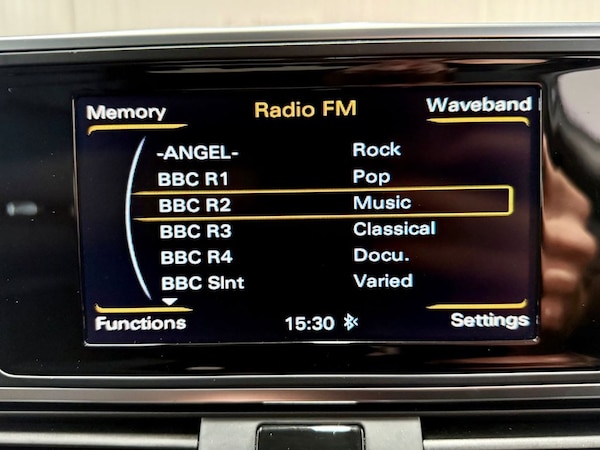 Memory Radio FM Waveband
-ANGEL- Rock
BBC R1 Pop
BBC R2 Music
BBC R3 Classical
BBC R4 Docu.
BBC Slnt Varied
Functions 15:30 Settings